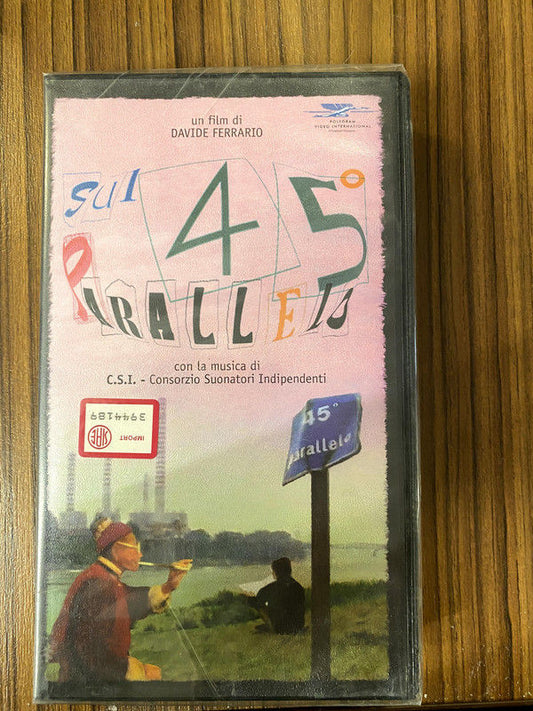 un film di
DAVIDE FERRARIO
POLYGRAM
VIDEO INTERNATIONAL
SUI 45°
PARALLELO
con la musica di
C.S.I. - Consorzio Suonatori Indipendenti
IMPORT
3944189
45°
Parallelo